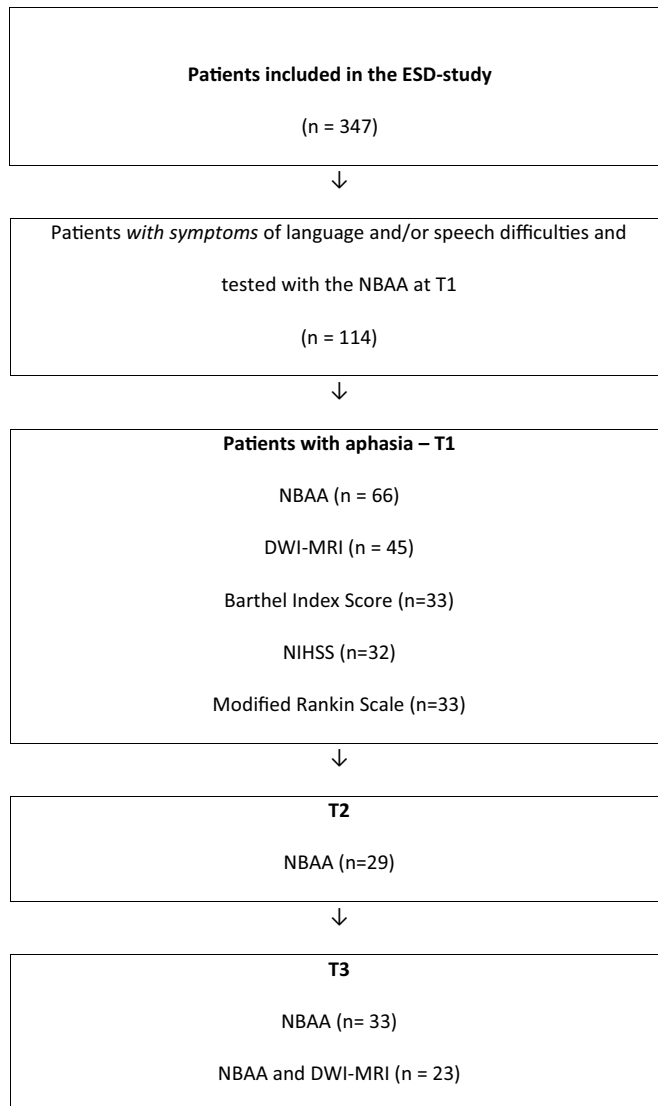 Patients included in the ESD-study
(n = 347)
↓
Patients with symptoms of language and/or speech difficulties and
tested with the NBAA at T1
(n = 114)
↓
Patients with aphasia – T1
NBAA (n = 66)
DWI-MRI (n = 45)
Barthel Index Score (n=33)
NIHSS (n=32)
Modified Rankin Scale (n=33)
↓
T2
NBAA (n=29)
↓
T3
NBAA (n= 33)
NBAA and DWI-MRI (n = 23)